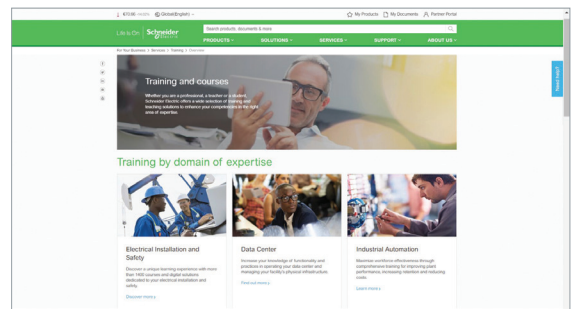 €70.66 Global (English)
My Products My Documents Partner Portal
Life Is On Schneider Electric
Search products, documents & more
PRODUCTS SOLUTIONS SERVICES SUPPORT ABOUT US
For Your Business > Services > Training > Overview
Need help?
Training and courses
Whether you are a professional, a teacher or a student,
Schneider Electric offers a wide selection of training and
teaching solutions to enhance your competencies in the right
area of expertise.
Training by domain of expertise
Electrical Installation and
Safety
Discover a unique learning experience with more
than 1400 courses and digital solutions
dedicated to your electrical installation and
safety.
Discover more >
Data Center
Increase your knowledge of functionality and
practices in operating your data center and
managing your facility's physical infrastructure
Find out more >
Industrial Automation
Maximise workforce effectiveness through
comprehensive training for improving plant
performance, increasing retention and reducing
costs.
Learn more >